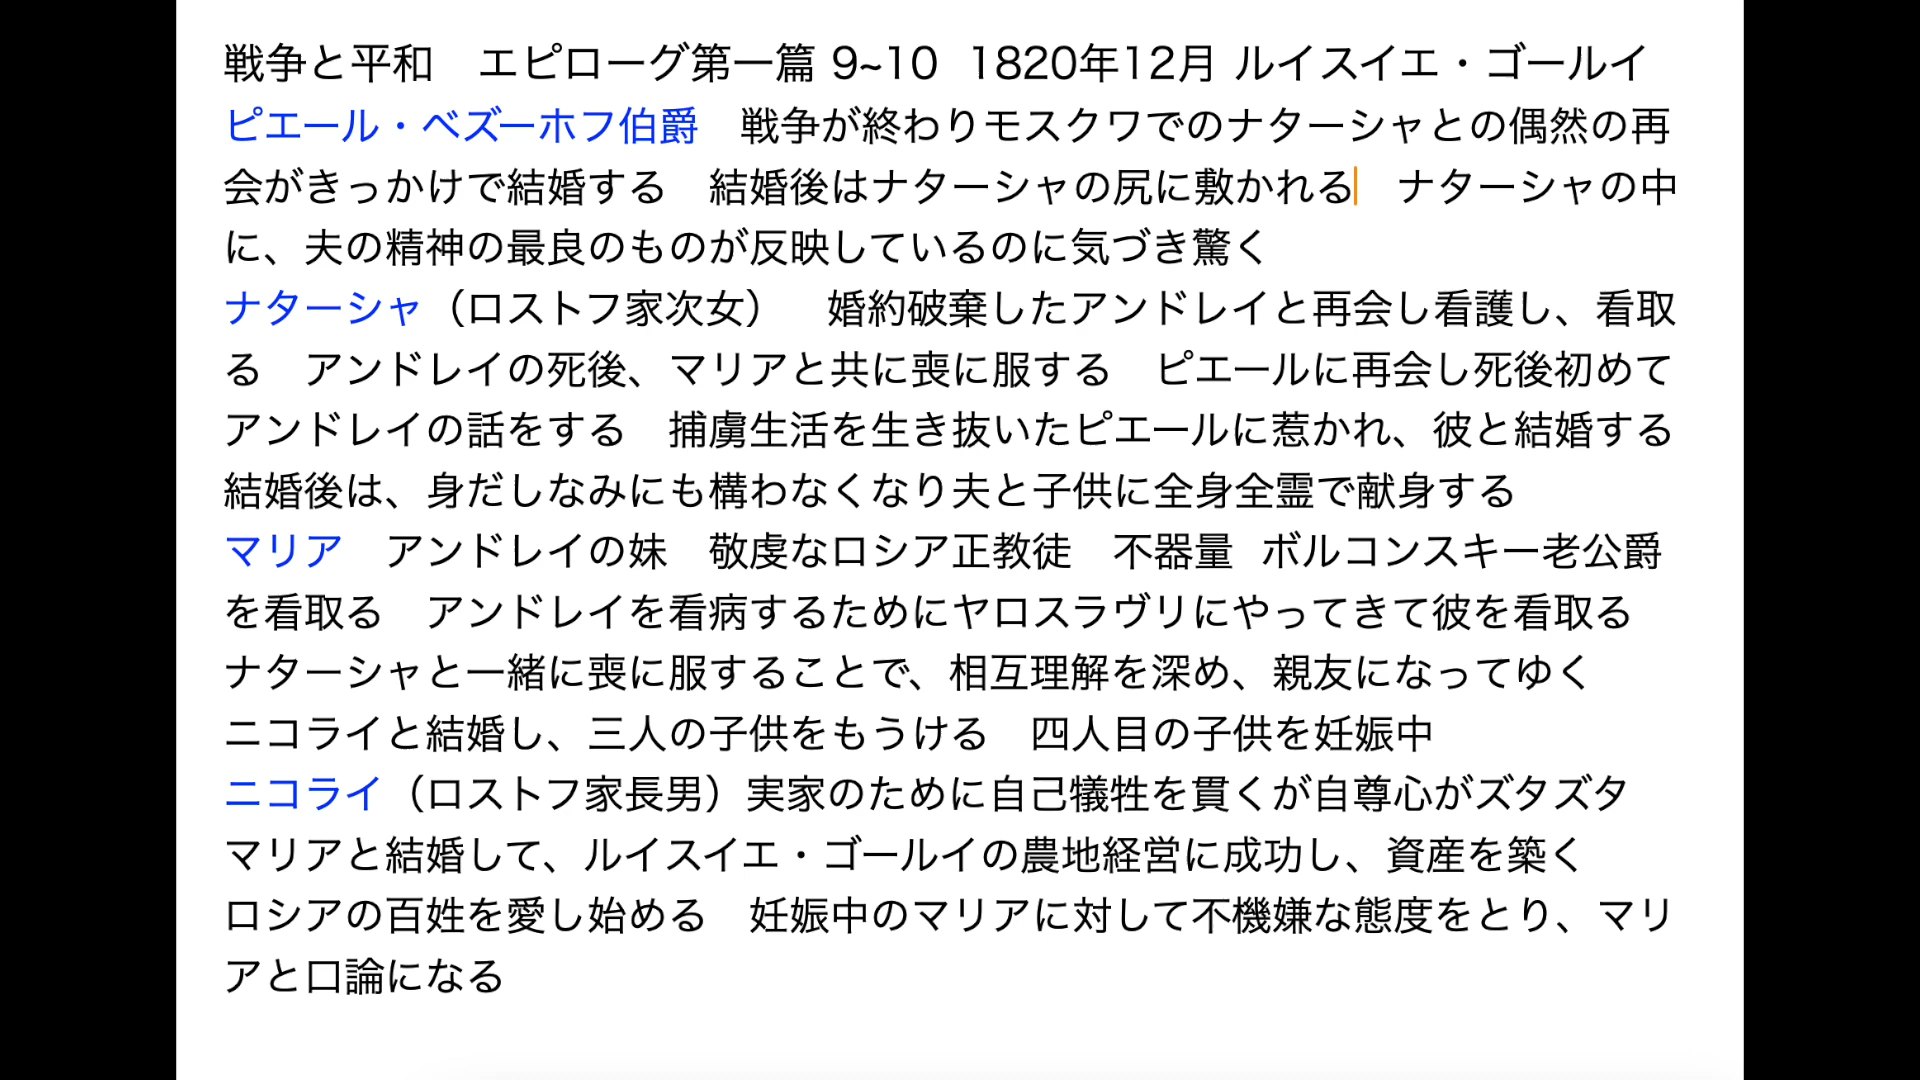 戦争と平和　エピローグ第一篇 9~10  1820年12月 ルイスイエ・ゴールイ
ピエール・ベズーホフ伯爵　戦争が終わりモスクワでのナターシャとの偶然の再
会がきっかけで結婚する　結婚後はナターシャの尻に敷かれる　ナターシャの中
に、夫の精神の最良のものが反映しているのに気づき驚く
ナターシャ（ロストフ家次女）　婚約破棄したアンドレイと再会し看護し、看取
る　アンドレイの死後、マリアと共に喪に服する　ピエールに再会し死後初めて
アンドレイの話をする　捕虜生活を生き抜いたピエールに惹かれ、彼と結婚する
結婚後は、身だしなみにも構わなくなり夫と子供に全身全霊で献身する
マリア　アンドレイの妹　敬虔なロシア正教徒　不器量  ボルコンスキー老公爵
を看取る　アンドレイを看病するためにヤロスラヴリにやってきて彼を看取る
ナターシャと一緒に喪に服することで、相互理解を深め、親友になってゆく
ニコライと結婚し、三人の子供をもうける　四人目の子供を妊娠中
ニコライ（ロストフ家長男）実家のために自己犠牲を貫くが自尊心がズタズタ
マリアと結婚して、ルイスイエ・ゴールイの農地経営に成功し、資産を築く
ロシアの百姓を愛し始める　妊娠中のマリアに対して不機嫌な態度をとり、マリ
アと口論になる